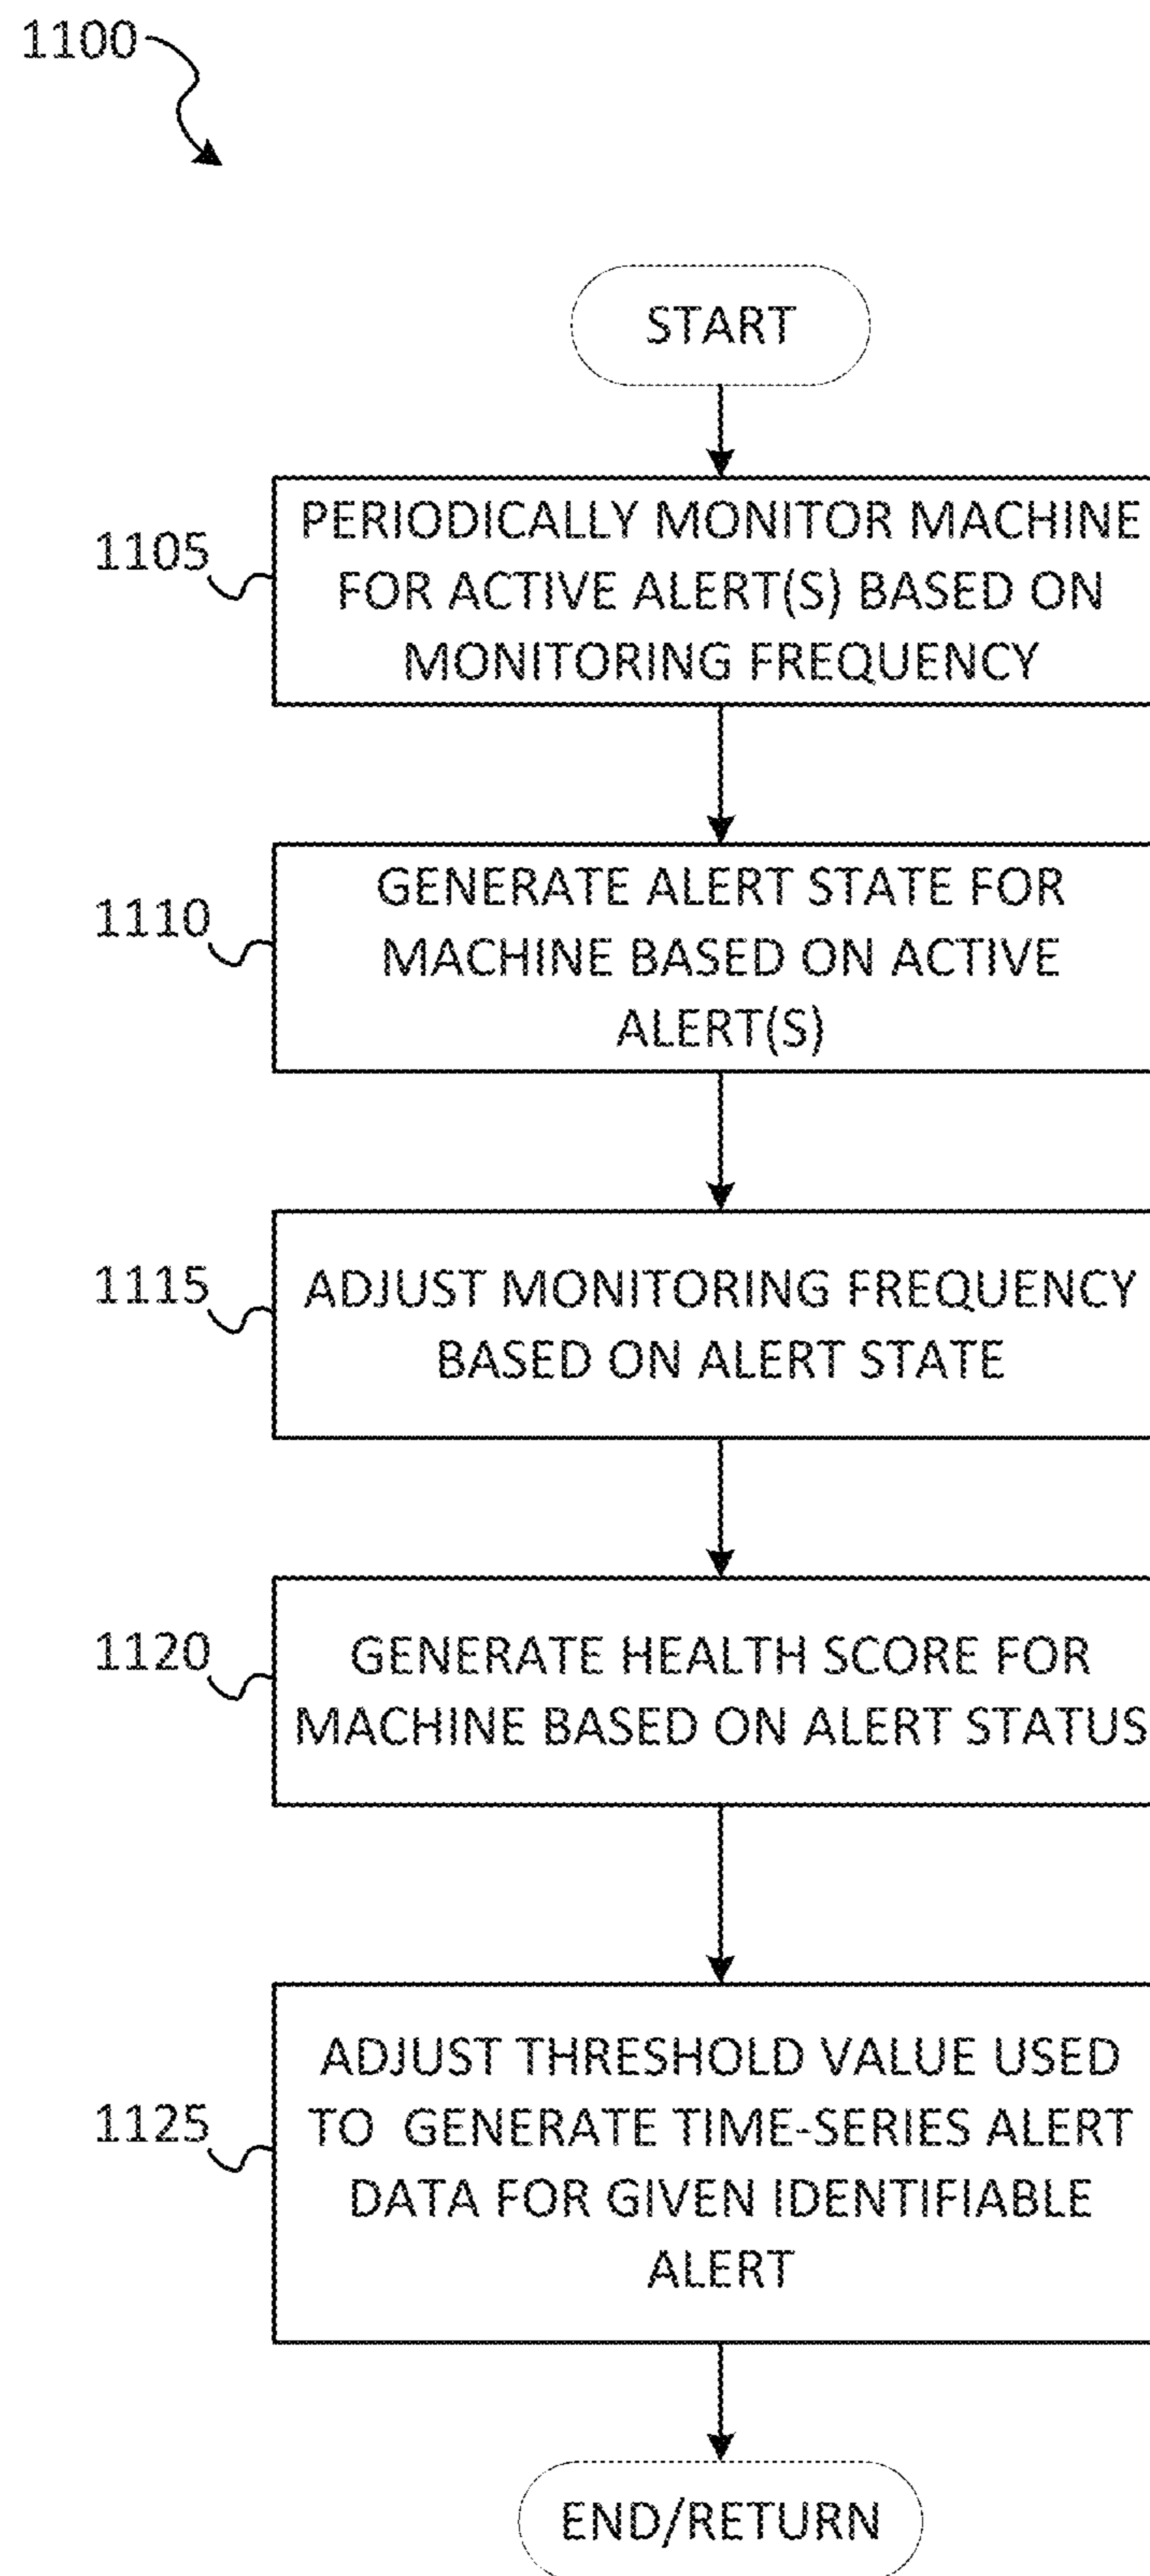 1100
START
1105
PERIODICALLY MONITOR MACHINE
FOR ACTIVE ALERT(S) BASED ON
MONITORING FREQUENCY
1110
GENERATE ALERT STATE FOR
MACHINE BASED ON ACTIVE
ALERT(S)
1115
ADJUST MONITORING FREQUENCY
BASED ON ALERT STATE
1120
GENERATE HEALTH SCORE FOR
MACHINE BASED ON ALERT STATUS
1125
ADJUST THRESHOLD VALUE USED
TO GENERATE TIME-SERIES ALERT
DATA FOR GIVEN IDENTIFIABLE
ALERT
END/RETURN